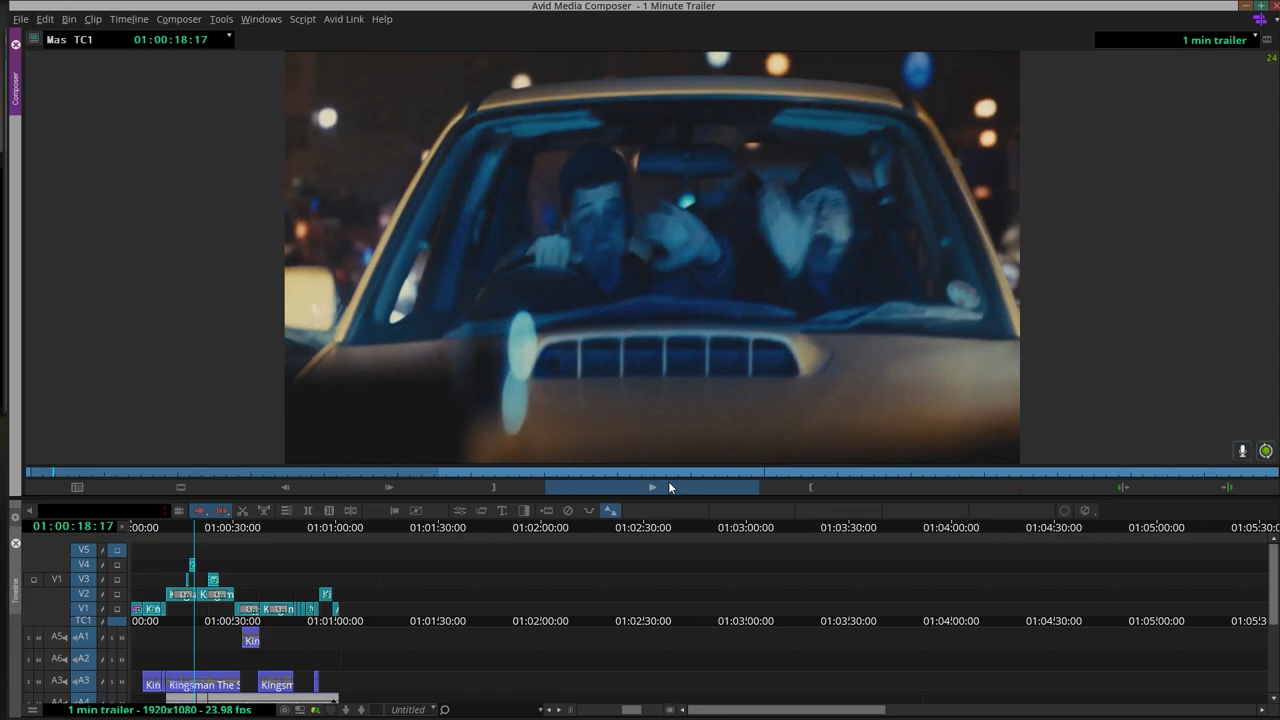 Avid Media Composer - 1 Minute Trailer
File Edit Bin Clip Timeline Composer Tools Windows Script Avid Link Help
Mas TC1 01:00:18:17
1 min trailer
24
Composer
01:00:18:17
00:00 01:00:30:00 01:01:00:00 01:01:30:00 01:02:00:00 01:02:30:00 01:03:00:00 01:03:30:00 01:04:00:00 01:04:30:00 01:05:00:00 01:05:30:0
V5
V4
V1 V3
V2
V1
TC1 00:00 01:00:30:00 01:01:00:00 01:01:30:00 01:02:00:00 01:02:30:00 01:03:00:00 01:03:30:00 01:04:00:00 01:04:30:00 01:05:00:00 01:05:3
Timeline
S M A5 A1 S M Kin
S M A6 A2 S M
S M A3 A3 S M Kin Kingsman The S Kingsm
1 min trailer - 1920x1080 - 23.98 fps
Untitled